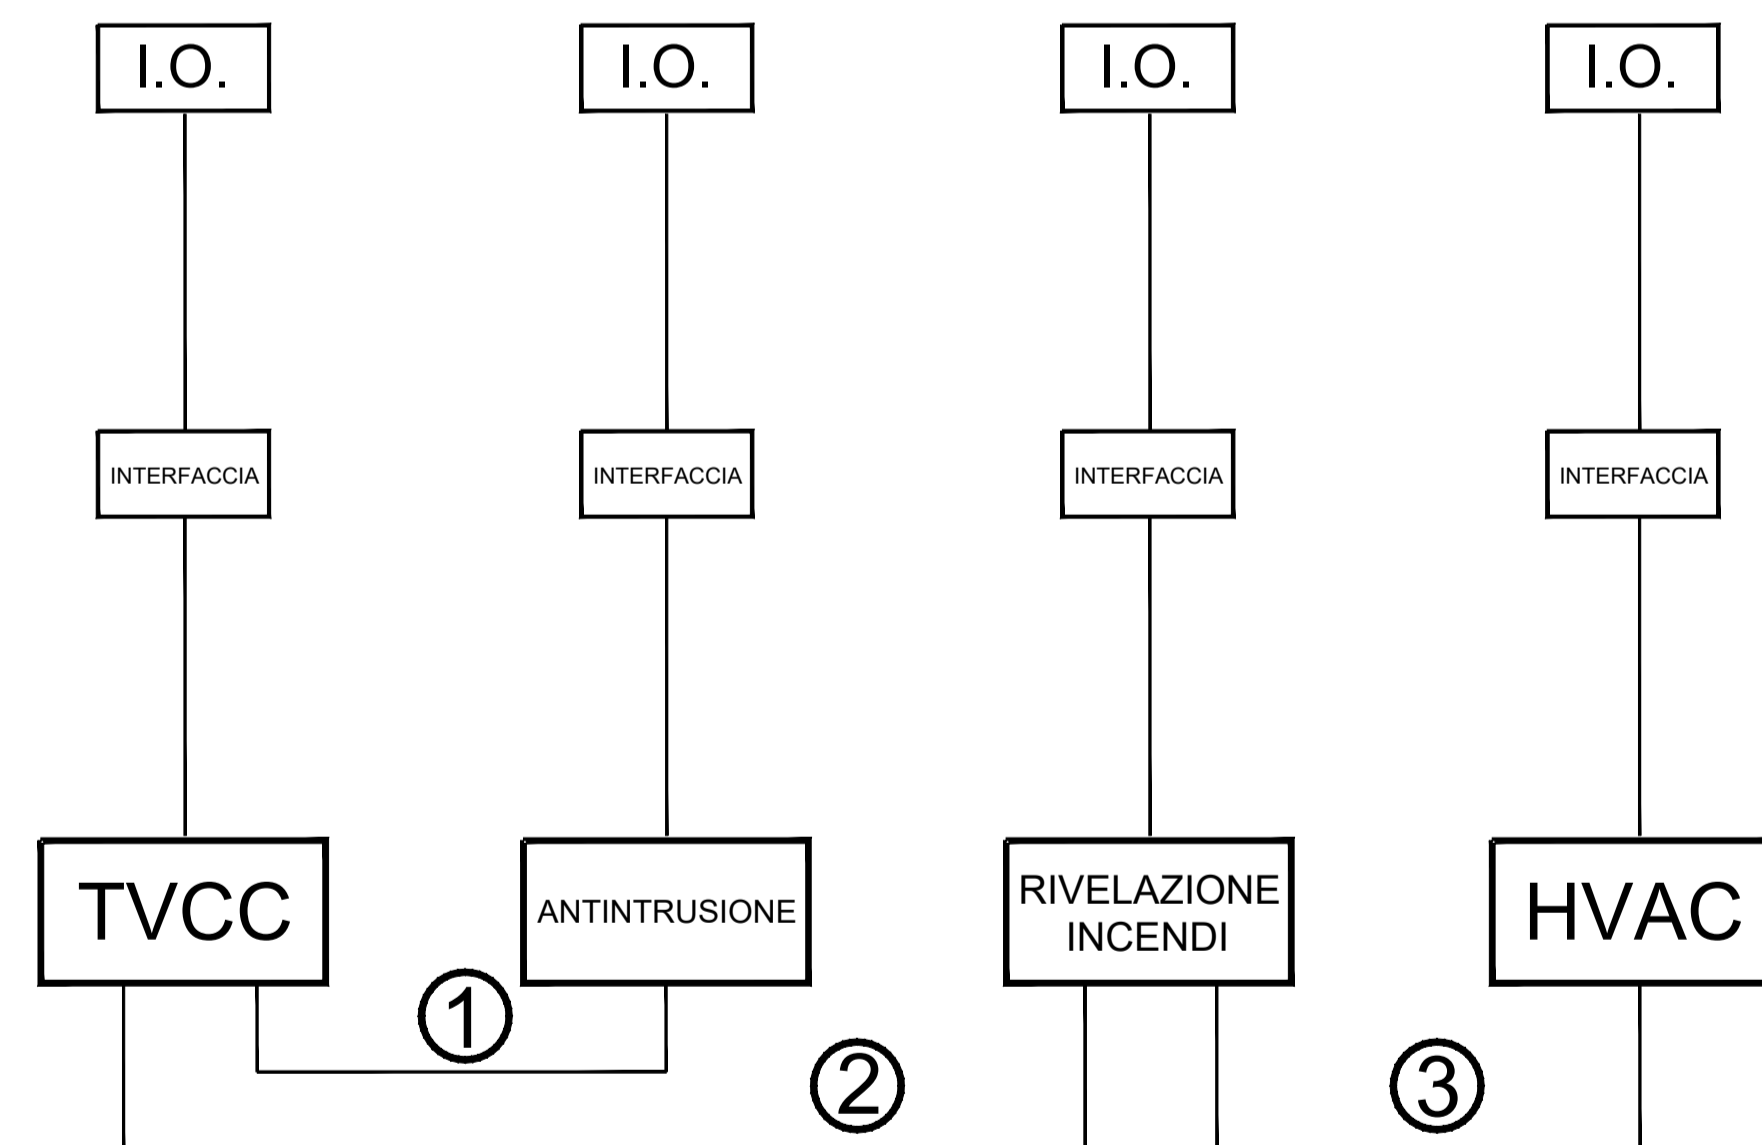 I.O.
I.O.
I.O.
I.O.
INTERFACCIA
INTERFACCIA
INTERFACCIA
INTERFACCIA
TVCC
ANTINTRUSIONE
RIVELAZIONE
INCENDI
HVAC
1
2
3